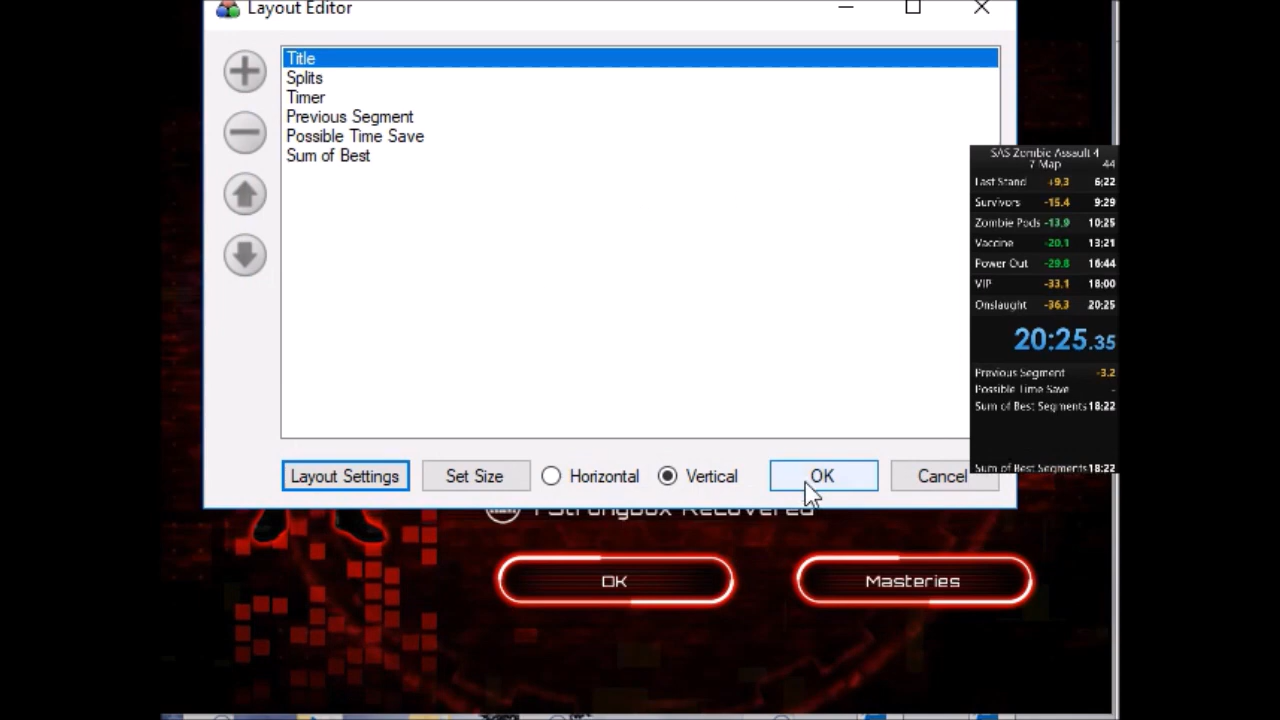 Layout Editor
Title
Splits
Timer
Previous Segment
Possible Time Save
Sum of Best
SAS Zombie Assault 4
7 Map 44
Last Stand +9.3 6:22
Survivors -15.4 9:29
Zombie Pods -13.9 10:25
Vaccine -20.1 13:21
Power Out -29.8 16:44
VIP -33.1 18:00
Onslaught -36.3 20:25
20:25.35
Previous Segment -3.2
Possible Time Save -
Sum of Best Segments 18:22
Sum of Best Segments 18:22
Layout Settings Set Size Horizontal Vertical OK Cancel
1 Strongbox Recovered
OK Masteries